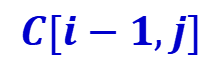 C[i − 1, j]